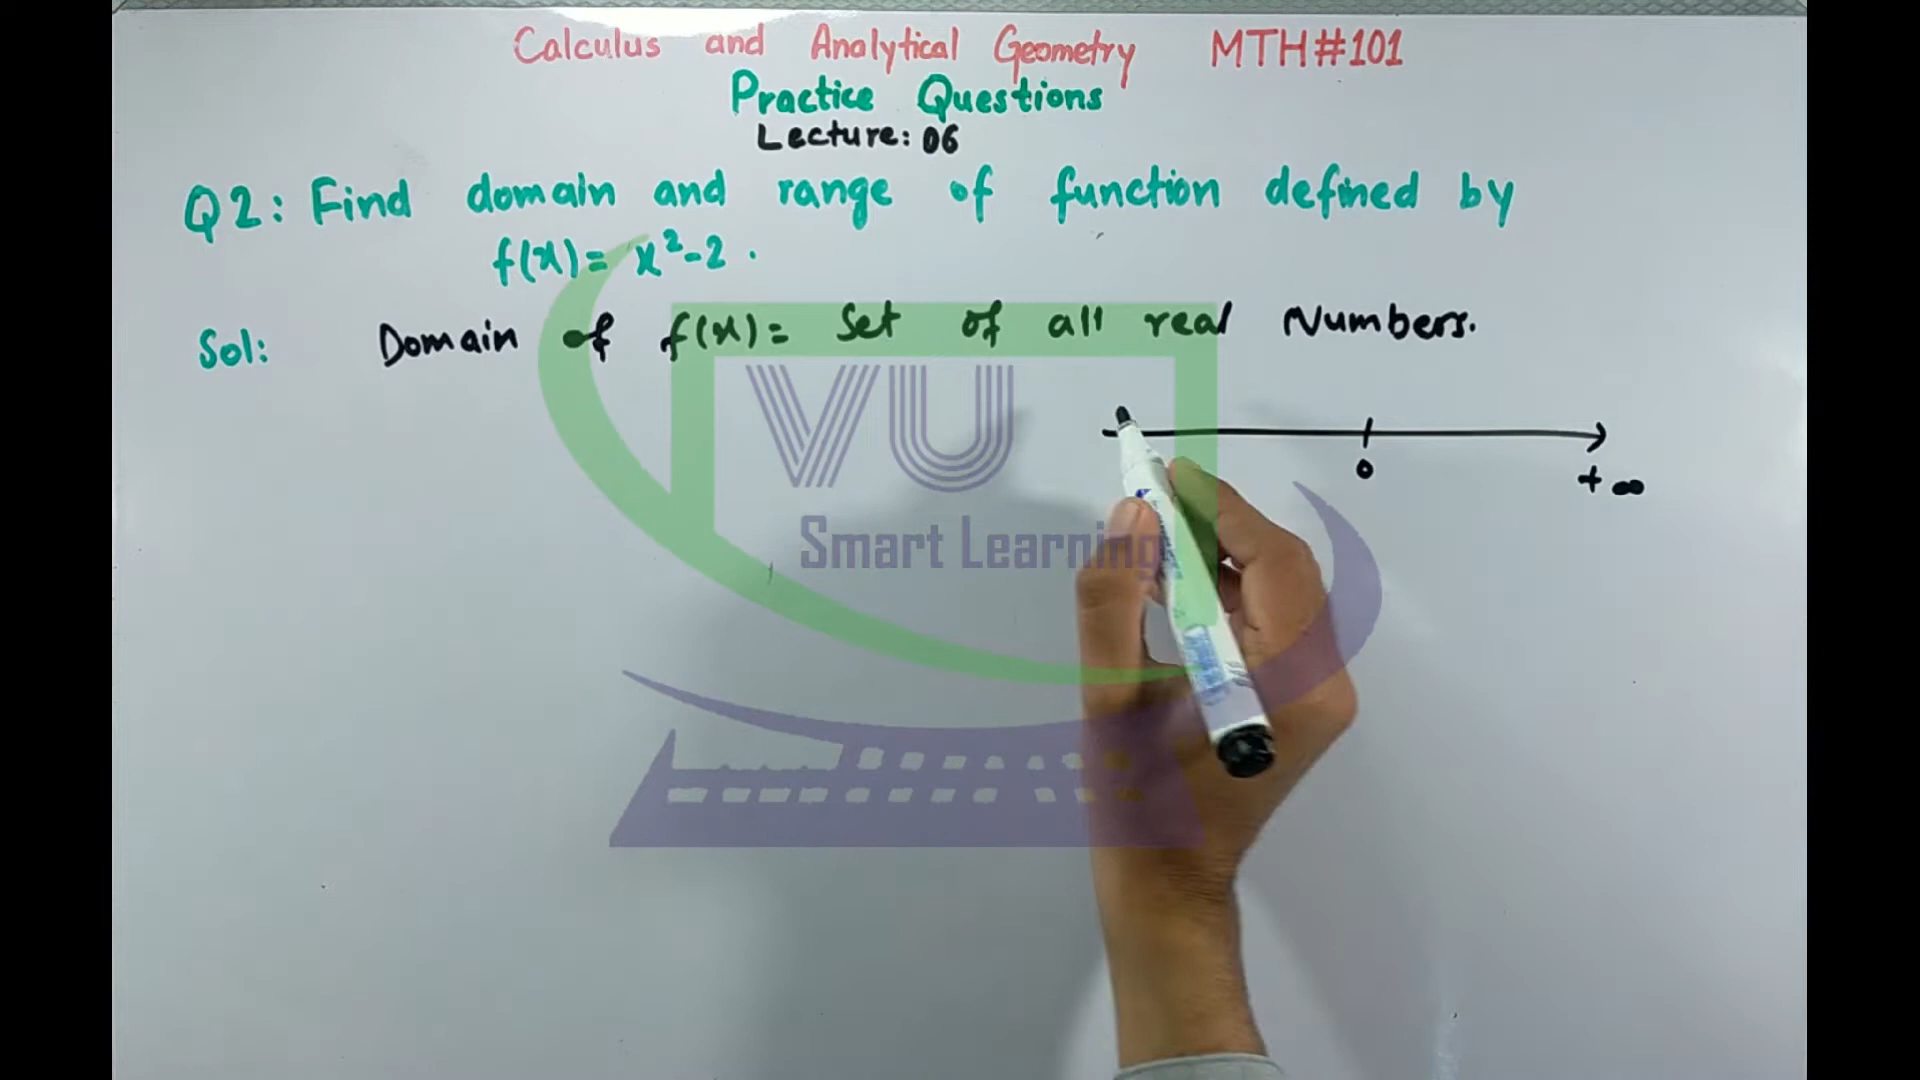 Calculus and Analytical Geometry MTH#101
Practice Questions
Lecture: 06
Q2: Find domain and range of function defined by
f(x) = x²-2.
Sol: Domain of f(x) = Set of all real Numbers.
0 +∞
VU
Smart Learning